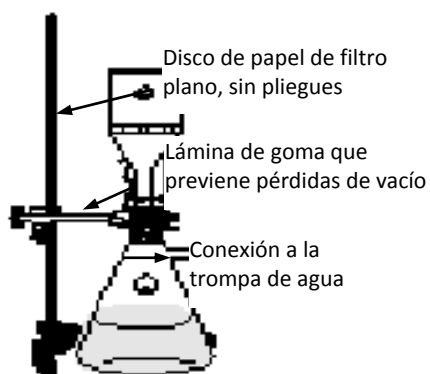 Disco de papel de filtro
plano, sin pliegues
Lámina de goma que
previene pérdidas de vacío
Conexión a la
trompa de agua